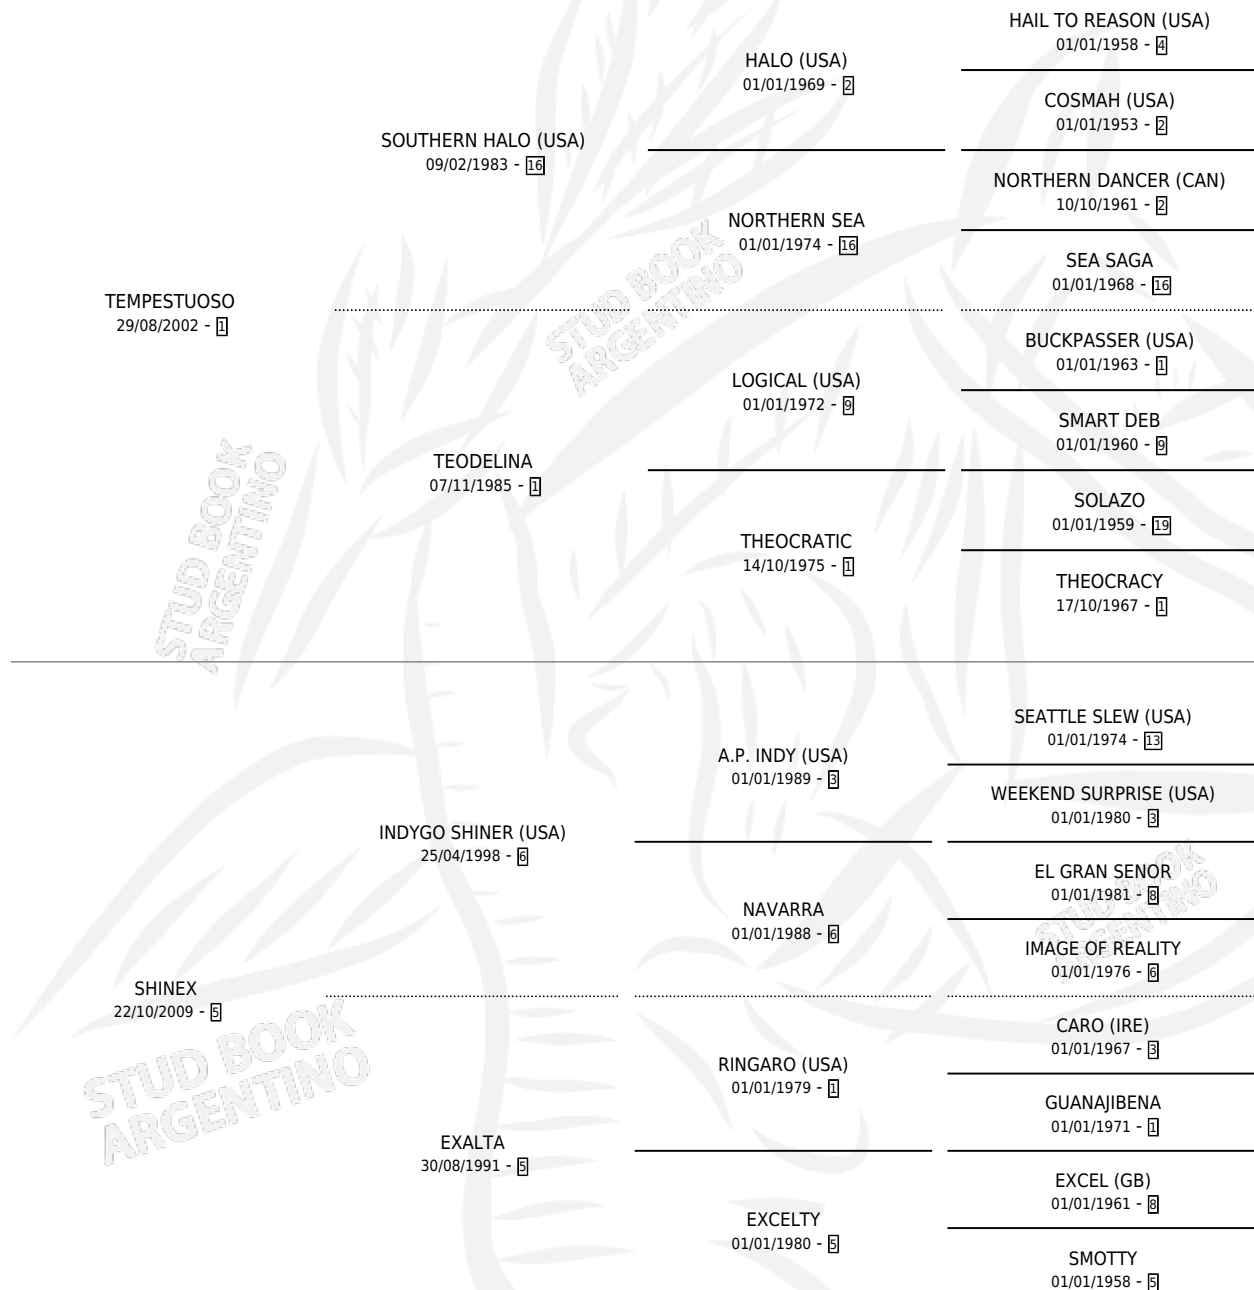 HAIL TO REASON (USA)
01/01/1958 - 4
HALO (USA)
01/01/1969 - 2
COSMAH (USA)
01/01/1953 - 2
SOUTHERN HALO (USA)
09/02/1983 - 16
NORTHERN DANCER (CAN)
10/10/1961 - 2
NORTHERN SEA
01/01/1974 - 16
SEA SAGA
01/01/1968 - 16
TEMPESTUOSO
29/08/2002 - 1
STUD BOOK
ARGENTINO
BUCKPASSER (USA)
01/01/1963 - 1
LOGICAL (USA)
01/01/1972 - 9
SMART DEB
01/01/1960 - 9
TEODELINA
07/11/1985 - 1
SOLAZO
01/01/1959 - 19
THEOCRATIC
14/10/1975 - 1
THEOCRACY
17/10/1967 - 1
STUD BOOK
ARGENTINO
SEATTLE SLEW (USA)
01/01/1974 - 13
A.P. INDY (USA)
01/01/1989 - 3
WEEKEND SURPRISE (USA)
01/01/1980 - 3
INDYGO SHINER (USA)
25/04/1998 - 6
EL GRAN SENOR
01/01/1981 - 8
NAVARRA
01/01/1988 - 6
STUD BOOK
ARGENTINO
IMAGE OF REALITY
01/01/1976 - 6
SHINEX
22/10/2009 - 5
STUD BOOK
ARGENTINO
CARO (IRE)
01/01/1967 - 3
RINGARO (USA)
01/01/1979 - 1
GUANAJIBENA
01/01/1971 - 1
EXALTA
30/08/1991 - 5
EXCEL (GB)
01/01/1961 - 8
EXCELTY
01/01/1980 - 5
SMOTTY
01/01/1958 - 5